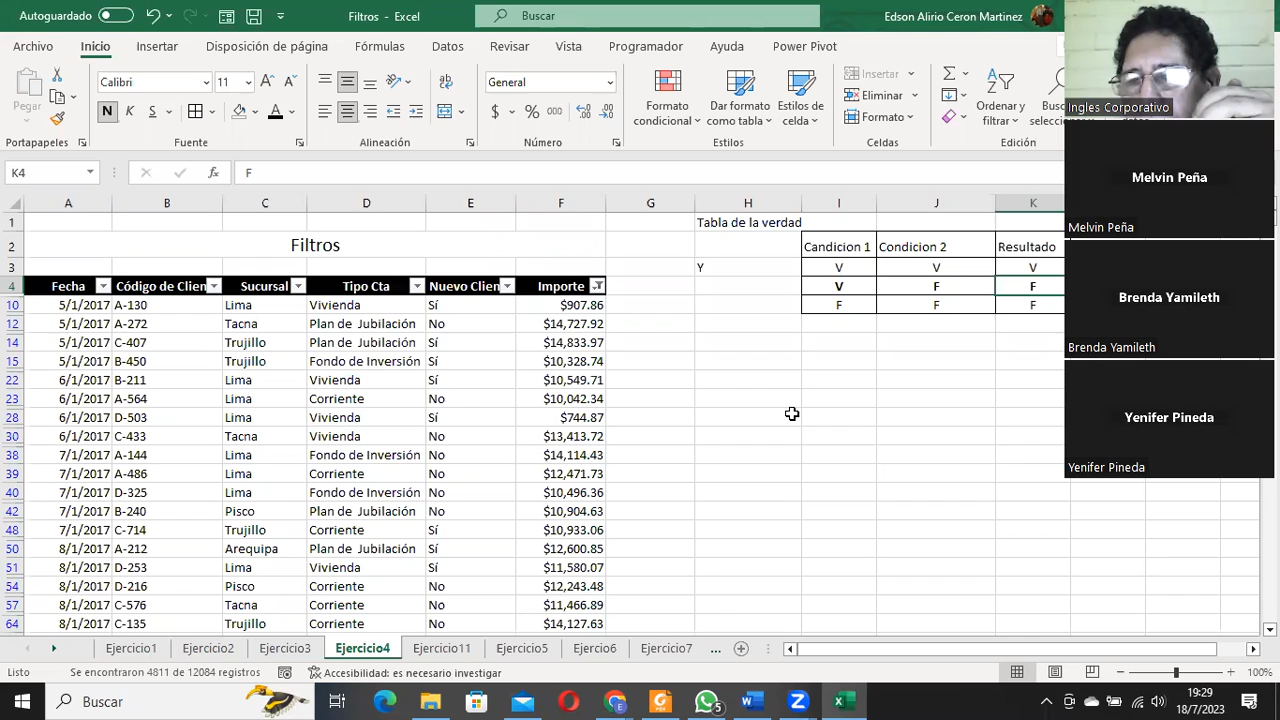 Autoguardado
Filtros - Excel
Buscar
Edson Alirio Ceron Martinez
Archivo Inicio Insertar Disposición de página Fórmulas Datos Revisar Vista Programador Ayuda Power Pivot
Pegar
Calibri 11
General
Formato condicional
Dar formato como tabla
Estilos de celda
Insertar
Eliminar
Formato
Ordenar y filtrar
Portapapeles Fuente Alineación Número Estilos Celdas Edición
K4 F
A B C D E F G H I J K
1 Tabla de la verdad
2 Filtros Candicion 1 Condicion 2 Resultado
3 Y V V V
4 Fecha Código de Clien Sucursal Tipo Cta Nuevo Clien Importe V F F
10 5/1/2017 A-130 Lima Vivienda Sí $907.86 F F F
12 5/1/2017 A-272 Tacna Plan de Jubilación No $14,727.92
14 5/1/2017 C-407 Trujillo Plan de Jubilación Sí $14,833.97
15 5/1/2017 B-450 Trujillo Fondo de Inversión Sí $10,328.74
22 6/1/2017 B-211 Lima Vivienda Sí $10,549.71
23 6/1/2017 A-564 Lima Corriente No $10,042.34
28 6/1/2017 D-503 Lima Vivienda Sí $744.87
30 6/1/2017 C-433 Tacna Vivienda No $13,413.72
38 7/1/2017 A-144 Lima Fondo de Inversión No $14,114.43
39 7/1/2017 A-486 Lima Corriente No $12,471.73
40 7/1/2017 D-325 Lima Fondo de Inversión No $10,496.36
42 7/1/2017 B-240 Pisco Plan de Jubilación No $10,904.63
48 7/1/2017 C-714 Trujillo Corriente Sí $10,933.06
50 8/1/2017 A-212 Arequipa Plan de Jubilación Sí $12,600.85
51 8/1/2017 D-253 Lima Vivienda Sí $11,580.07
54 8/1/2017 D-216 Pisco Corriente No $12,243.48
57 8/1/2017 C-576 Tacna Corriente No $11,466.89
64 8/1/2017 C-135 Trujillo Corriente No $14,127.63
Ingles Corporativo
Melvin Peña
Melvin Peña
Brenda Yamileth
Brenda Yamileth
Yenifer Pineda
Yenifer Pineda
Ejercicio1 Ejercicio2 Ejercicio3 Ejercicio4 Ejercicio11 Ejercicio5 Ejercio6 Ejercicio7 ...
Listo Se encontraron 4811 de 12084 registros Accesibilidad: es necesario investigar 100%
Buscar
5
19:29
18/7/2023